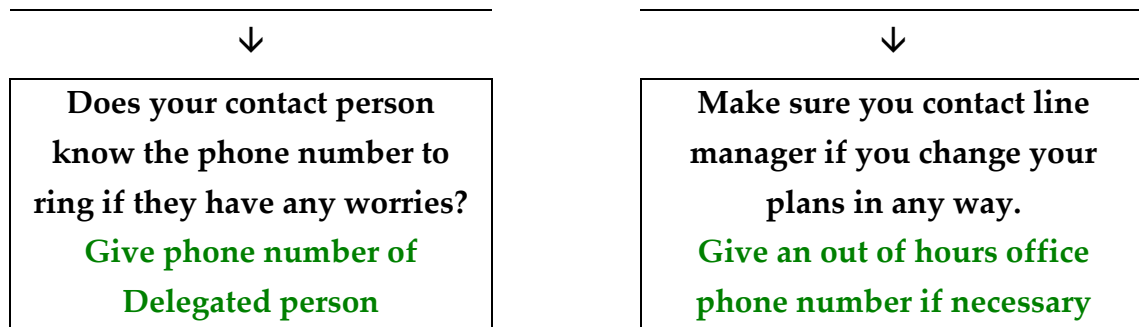 ↓
Does your contact person
know the phone number to
ring if they have any worries?
Give phone number of
Delegated person
↓
Make sure you contact line
manager if you change your
plans in any way.
Give an out of hours office
phone number if necessary